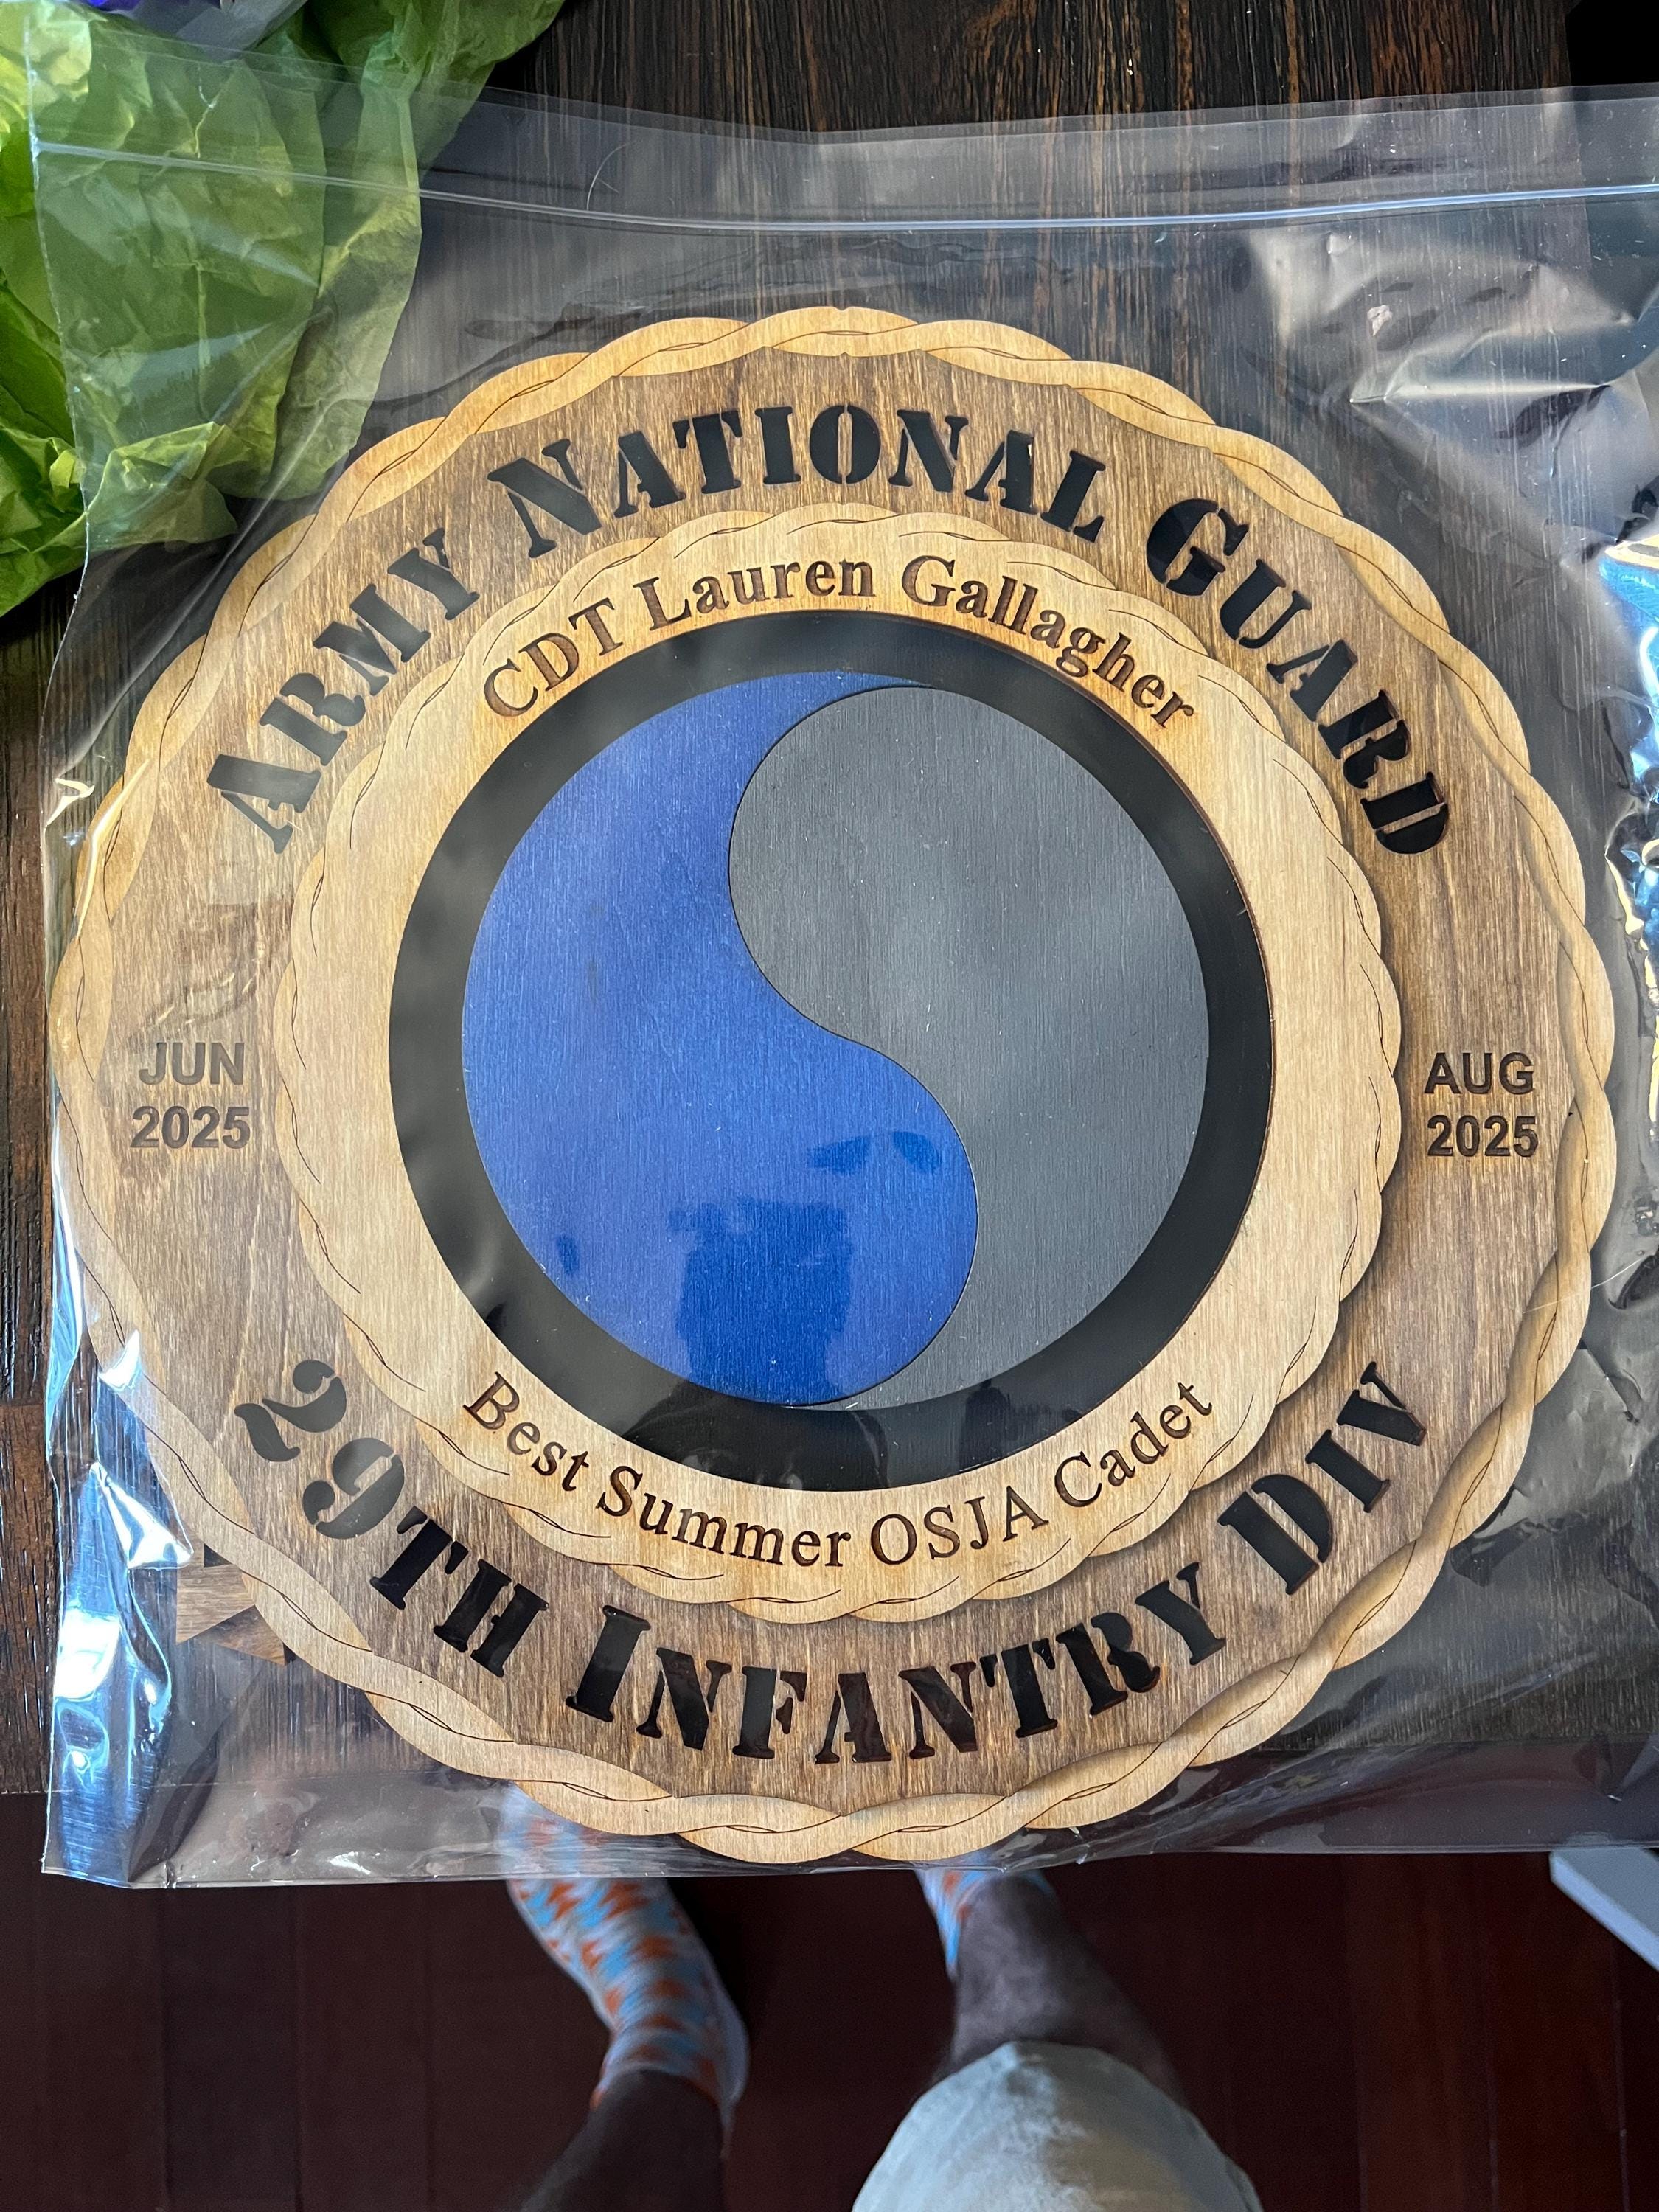 ARMY NATIONAL GUARD
CDT Lauren Gallagher
JUN
2025
AUG
2025
Best Summer OSJA Cadet
29TH INFANTRY DIV